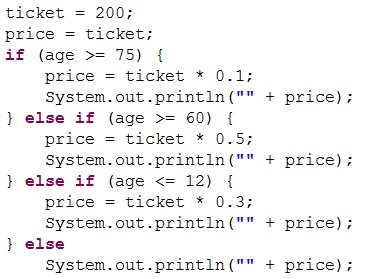 ticket = 200;
price = ticket;
if (age >= 75) {
    price = ticket * 0.1;
    System.out.println("" + price);
} else if (age >= 60) {
    price = ticket * 0.5;
    System.out.println("" + price);
} else if (age <= 12) {
    price = ticket * 0.3;
    System.out.println("" + price);
} else
    System.out.println("" + price);